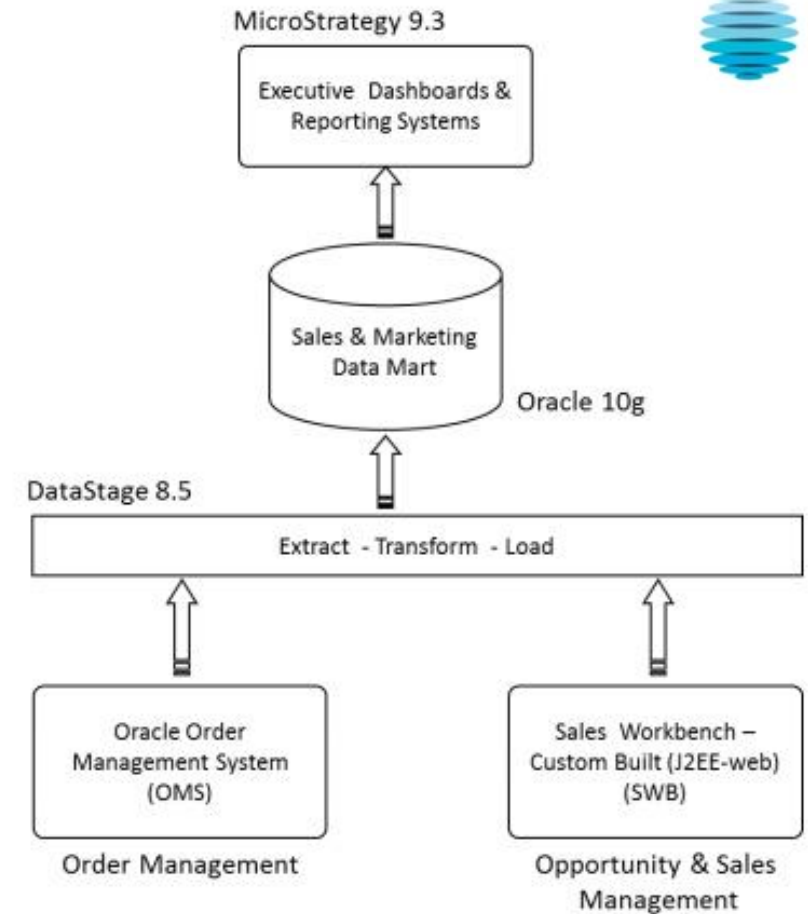 MicroStrategy 9.3
Executive Dashboards &
Reporting Systems
Sales & Marketing
Data Mart
Oracle 10g
DataStage 8.5
Extract - Transform - Load
Oracle Order
Management System
(OMS)
Order Management
Sales Workbench –
Custom Built (J2EE-web)
(SWB)
Opportunity & Sales
Management